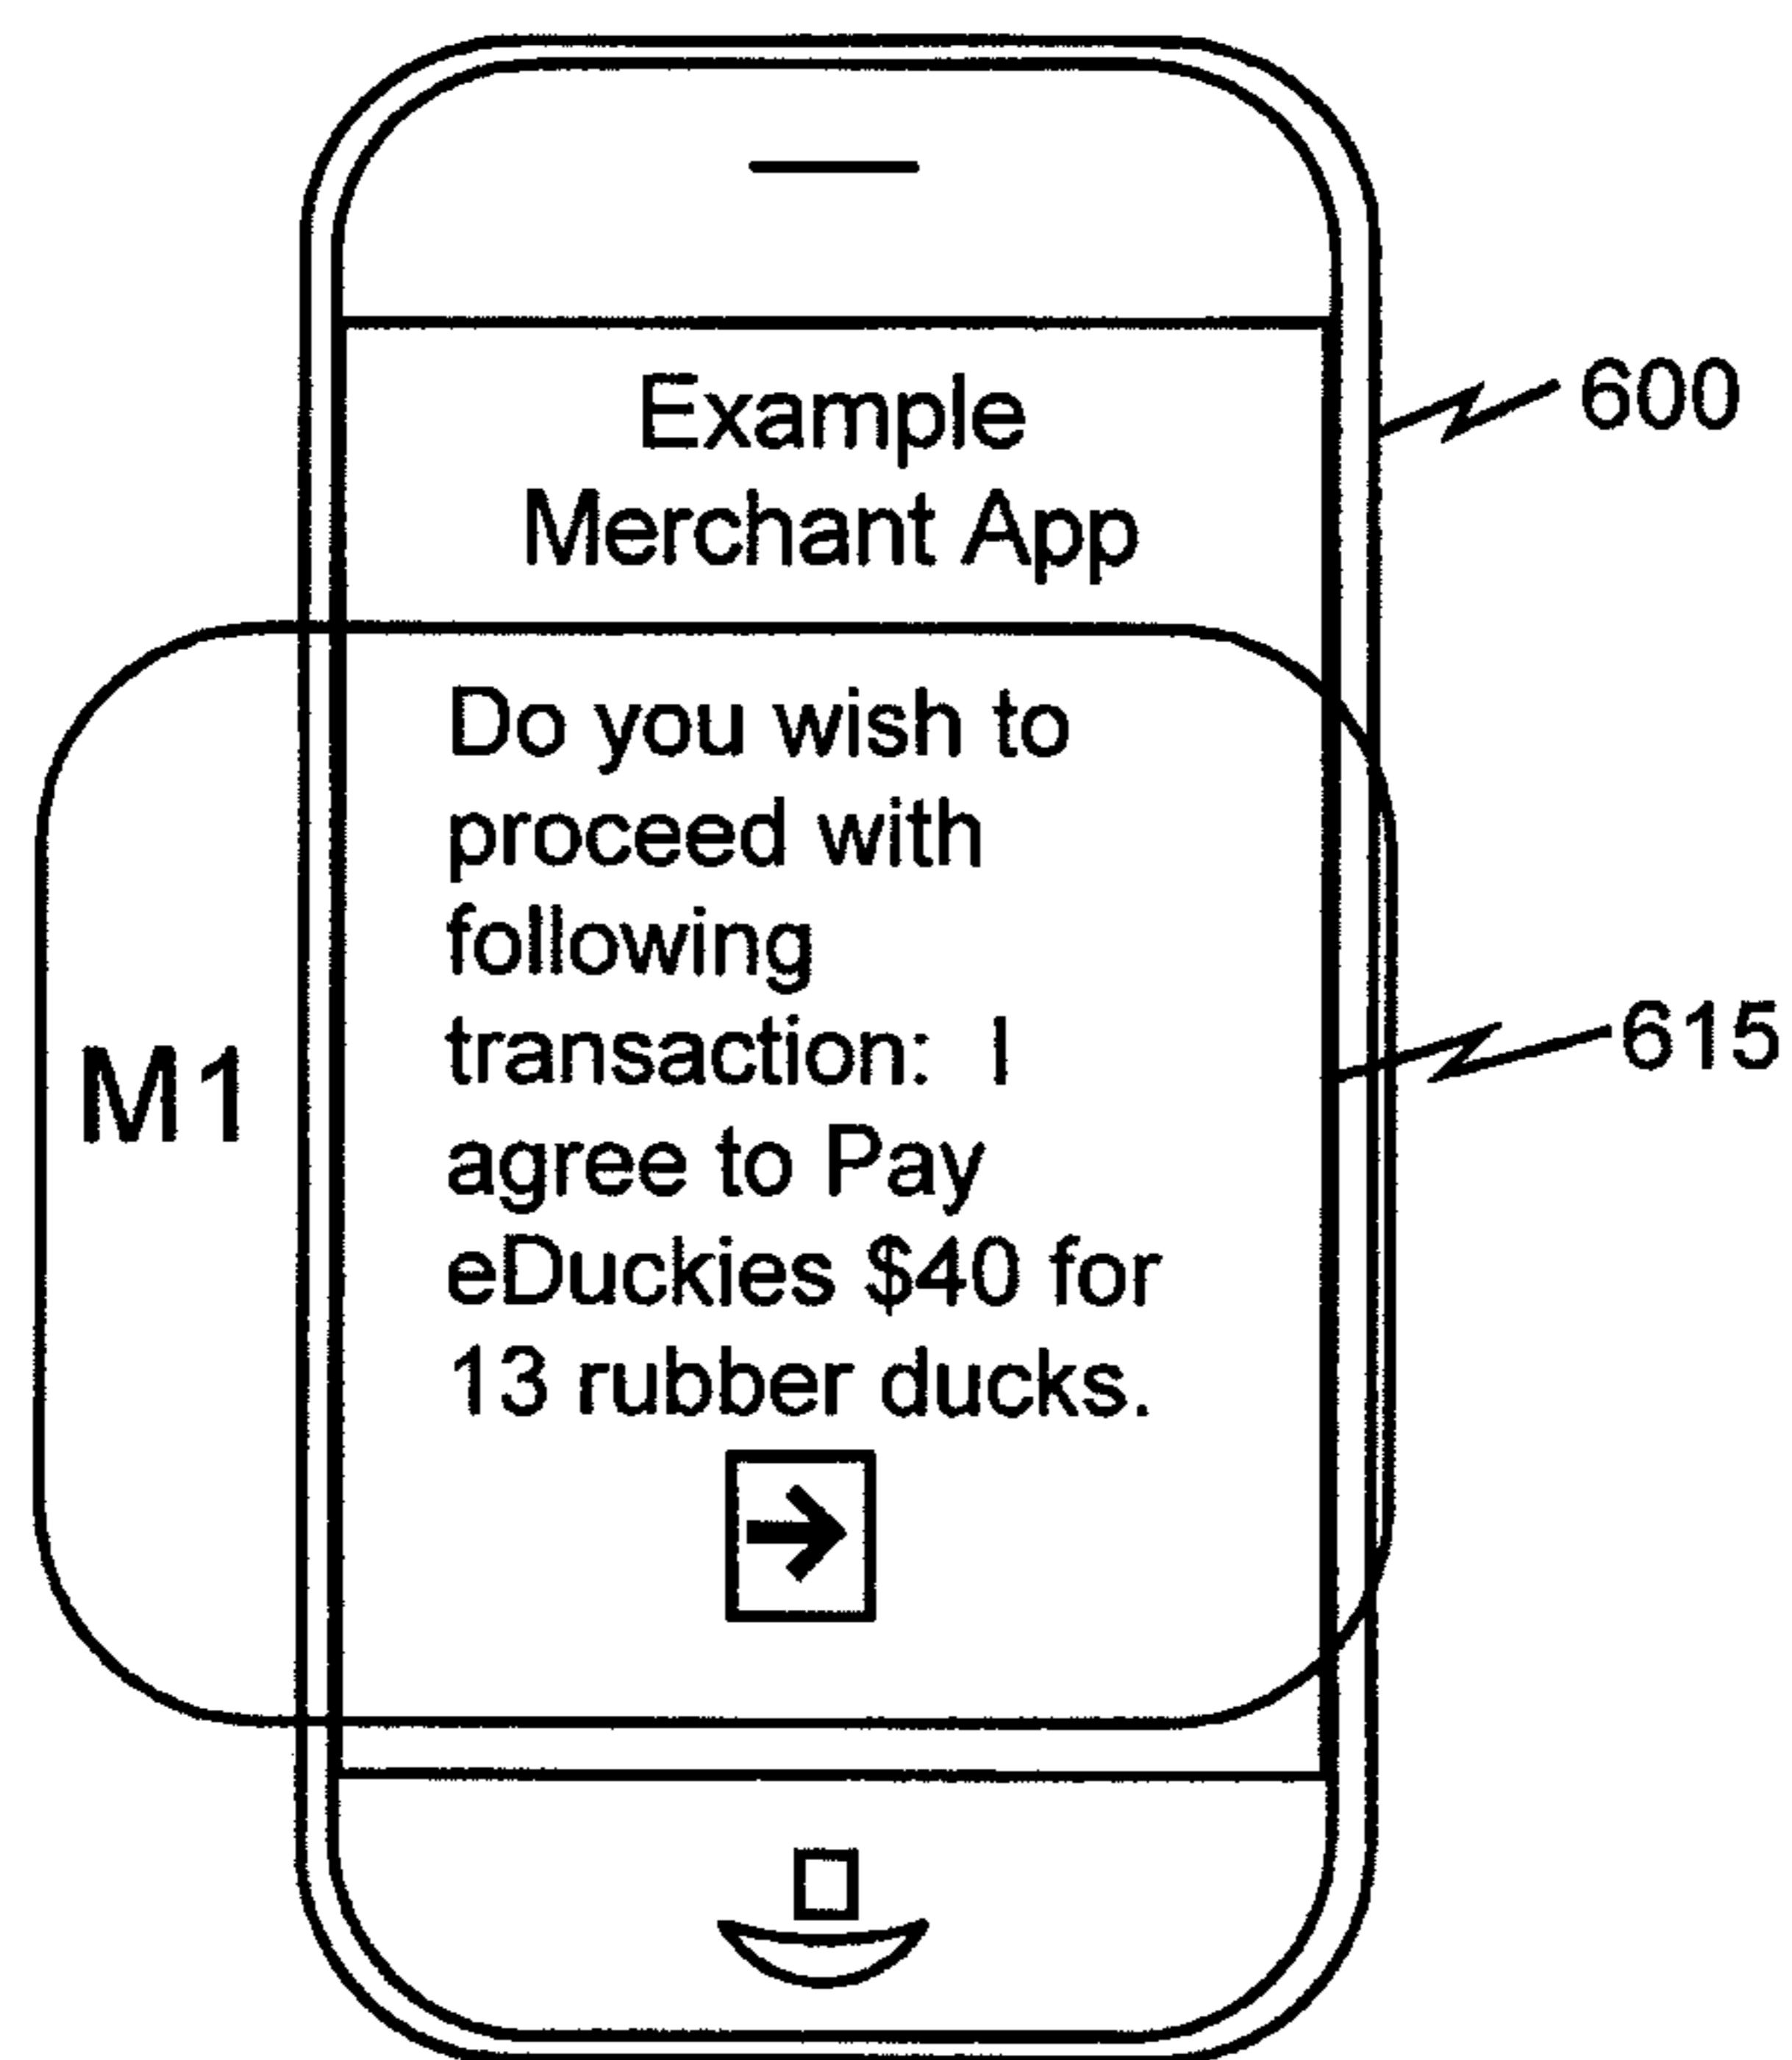 Example
Merchant App
600
Do you wish to
proceed with
following
transaction: I
agree to Pay
eDuckies $40 for
13 rubber ducks.
M1
615